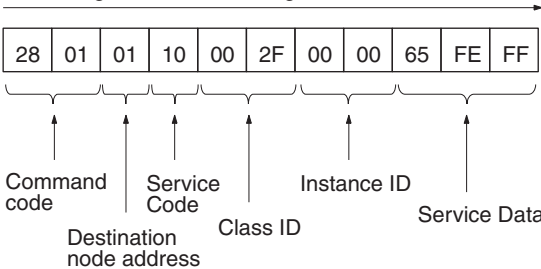 28 01 01 10 00 2F 00 00 65 FE FF
Command
code
Destination
node address
Service
Code
Class ID
Instance ID
Service Data